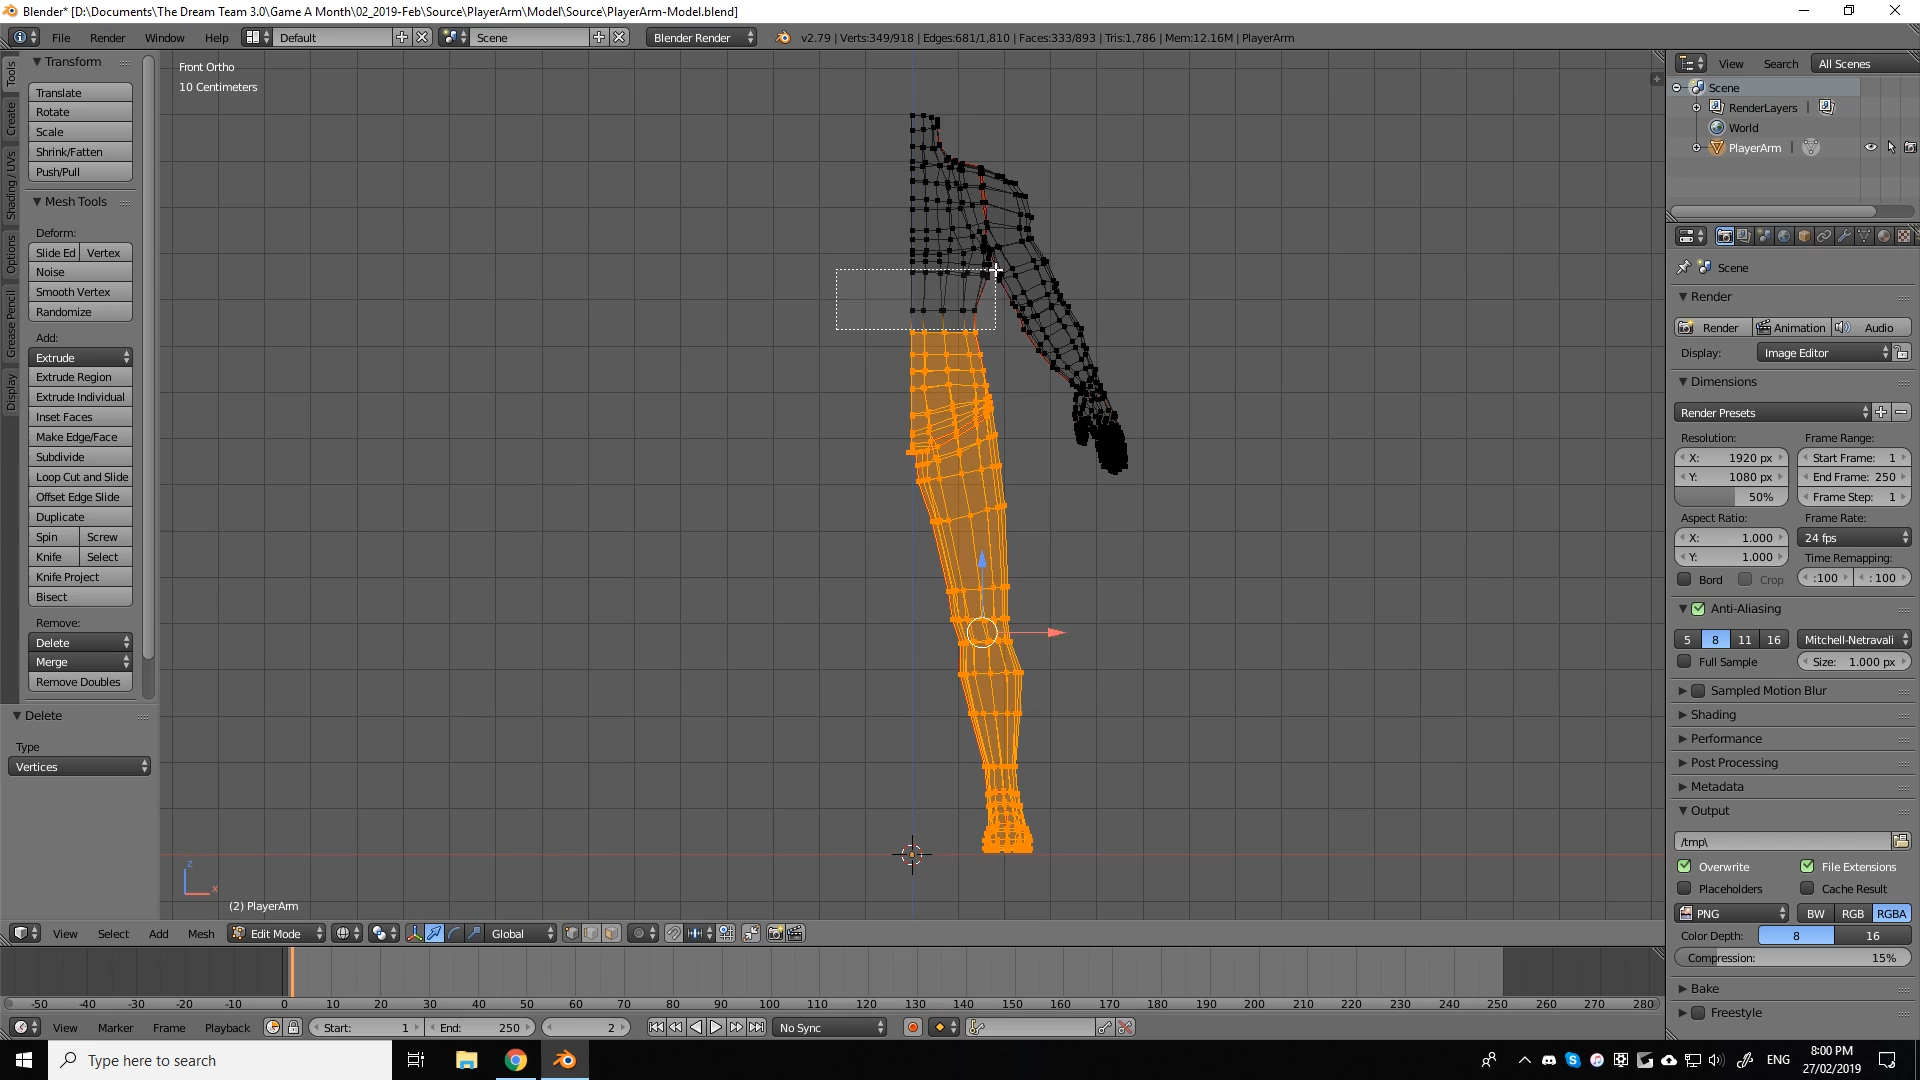 Blender* [D:\Documents\The Dream Team 3.0\Game A Month\02_2019-Feb\Source\PlayerArm\Model\Source\PlayerArm-Model.blend]
File Render Window Help Default Scene Blender Render v2.79 | Verts:349/918 | Edges:681/1,810 | Faces:333/893 | Tris:1,786 | Mem:12.16M | PlayerArm
Tools
Create
Shading / UVs
Options
Grease Pencil
Display
Transform
Translate
Rotate
Scale
Shrink/Fatten
Push/Pull
Mesh Tools
Deform:
Slide Ed Vertex
Noise
Smooth Vertex
Randomize
Add:
Extrude
Extrude Region
Extrude Individual
Inset Faces
Make Edge/Face
Subdivide
Loop Cut and Slide
Offset Edge Slide
Duplicate
Spin Screw
Knife Select
Knife Project
Bisect
Remove:
Delete
Merge
Remove Doubles
Delete
Type
Vertices
Front Ortho
10 Centimeters
z
x
(2) PlayerArm
View Select Add Mesh Edit Mode Global
-50 -40 -30 -20 -10 0 10 20 30 40 50 60 70 80 90 100 110 120 130 140 150 160 170 180 190 200 210 220 230 240 250 260 270 280
View Marker Frame Playback Start: 1 End: 250 2 No Sync
View Search All Scenes
Scene
RenderLayers
World
PlayerArm
Scene
Render
Render Animation Audio
Display: Image Editor
Dimensions
Render Presets
Resolution: Frame Range:
X: 1920 px Start Frame: 1
Y: 1080 px End Frame: 250
50% Frame Step: 1
Aspect Ratio: Frame Rate:
X: 1.000 24 fps
Y: 1.000 Time Remapping:
Bord Crop :100 : 100
Anti-Aliasing
5 8 11 16 Mitchell-Netravali
Full Sample Size: 1.000 px
Sampled Motion Blur
Shading
Performance
Post Processing
Metadata
Output
/tmp\
Overwrite File Extensions
Placeholders Cache Result
PNG BW RGB RGBA
Color Depth: 8 16
Compression: 15%
Bake
Freestyle
Type here to search
ENG
8:00 PM
27/02/2019